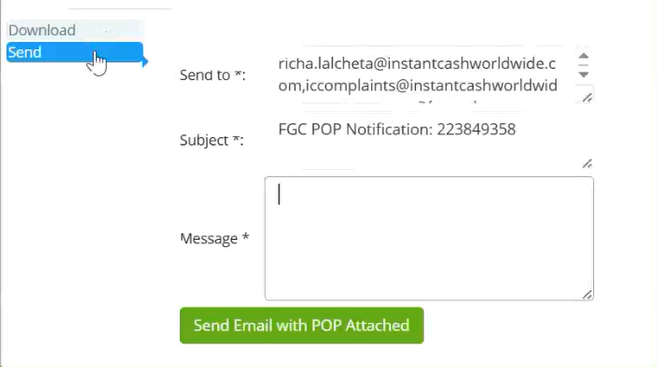 Download
Send
Send to *:
richa.lalcheta@instantcashworldwide.c
om,iccomplaints@instantcashworldwid
Subject *:
FGC POP Notification: 223849358
Message *
Send Email with POP Attached